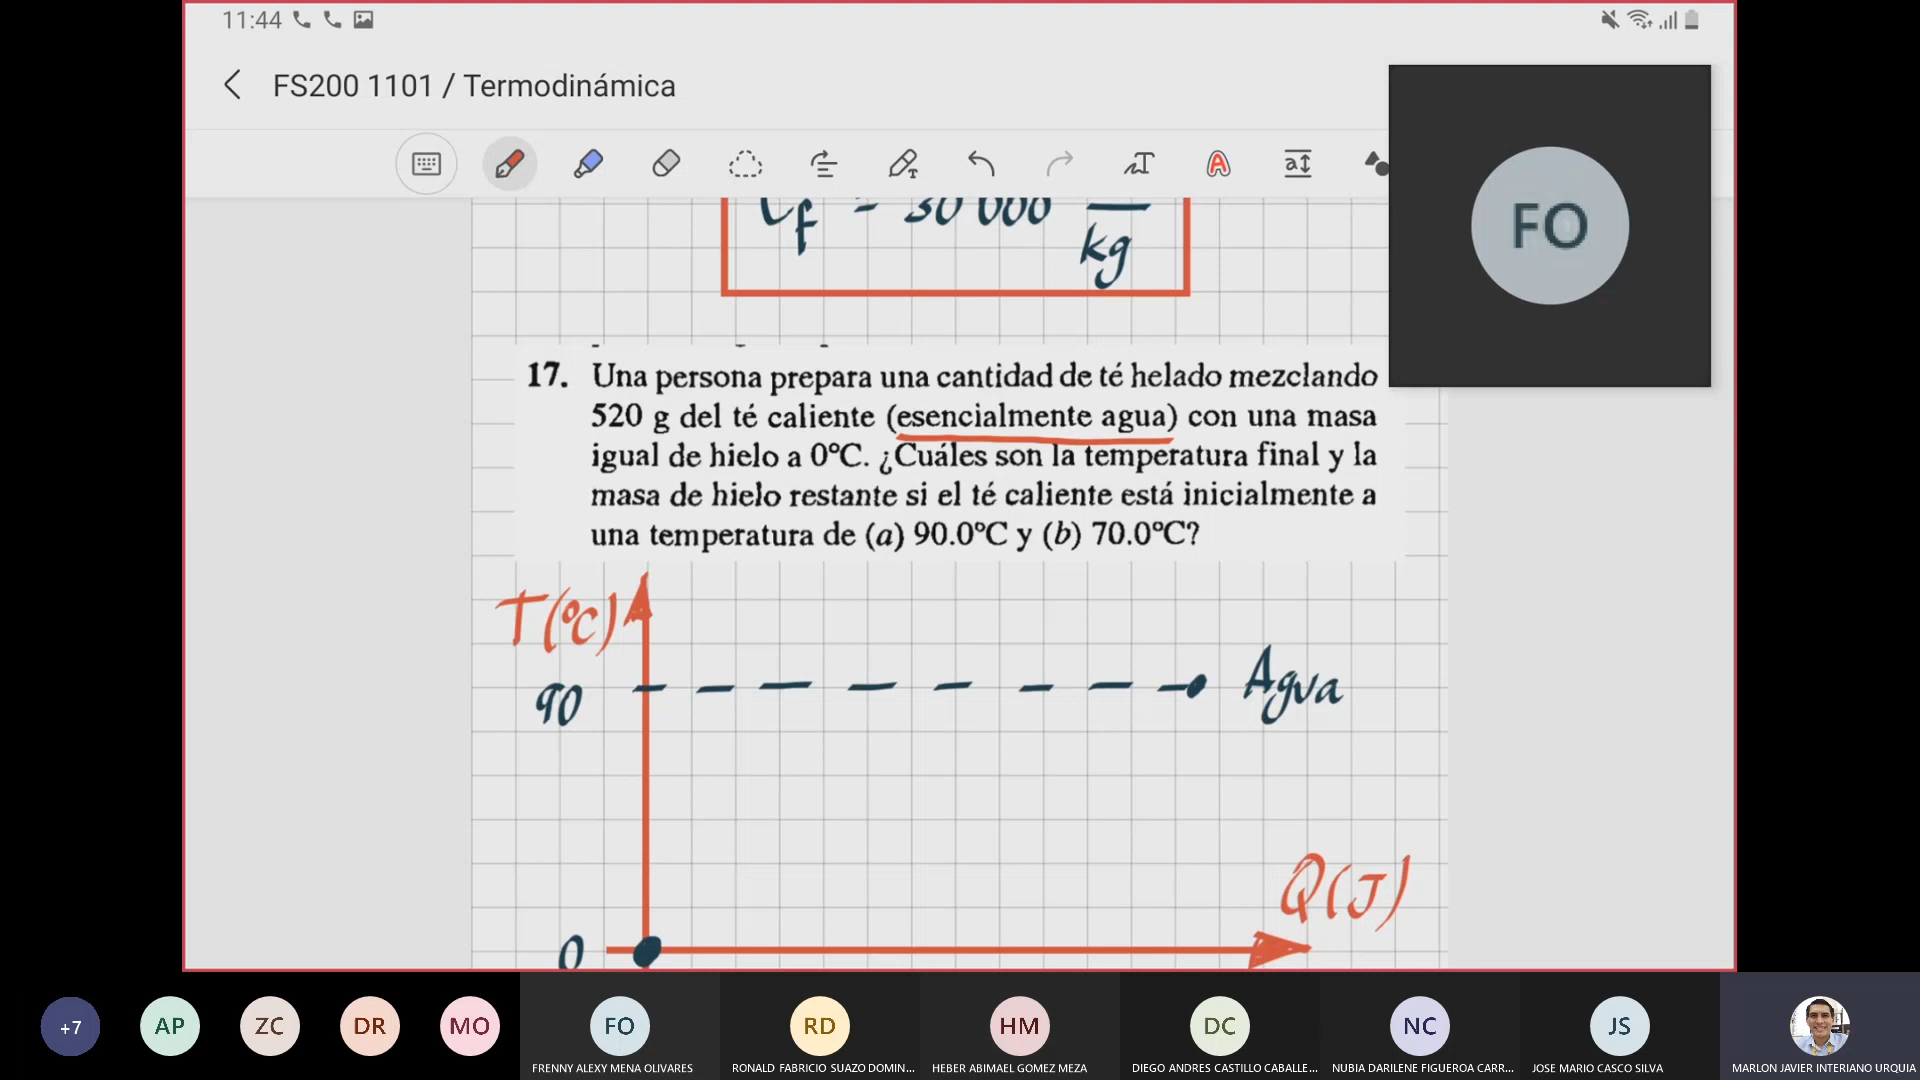 11:44
FS200 1101 / Termodinámica
FO
= 30 000
kg
17. Una persona prepara una cantidad de té helado mezclando
520 g del té caliente (esencialmente agua) con una masa
igual de hielo a 0°C. ¿Cuáles son la temperatura final y la
masa de hielo restante si el té caliente está inicialmente a
una temperatura de (a) 90.0°C y (b) 70.0°C?
T(°C)
90
Agua
Q(J)
0
+7
AP
ZC
DR
MO
FO
RD
HM
DC
NC
JS
FRENNY ALEXY MENA OLIVARES
RONALD FABRICIO SUAZO DOMIN...
HEBER ABIMAEL GOMEZ MEZA
DIEGO ANDRES CASTILLO CABALLE...
NUBIA DARILENE FIGUEROA CARR...
JOSE MARIO CASCO SILVA
MARLON JAVIER INTERIANO URQUIA